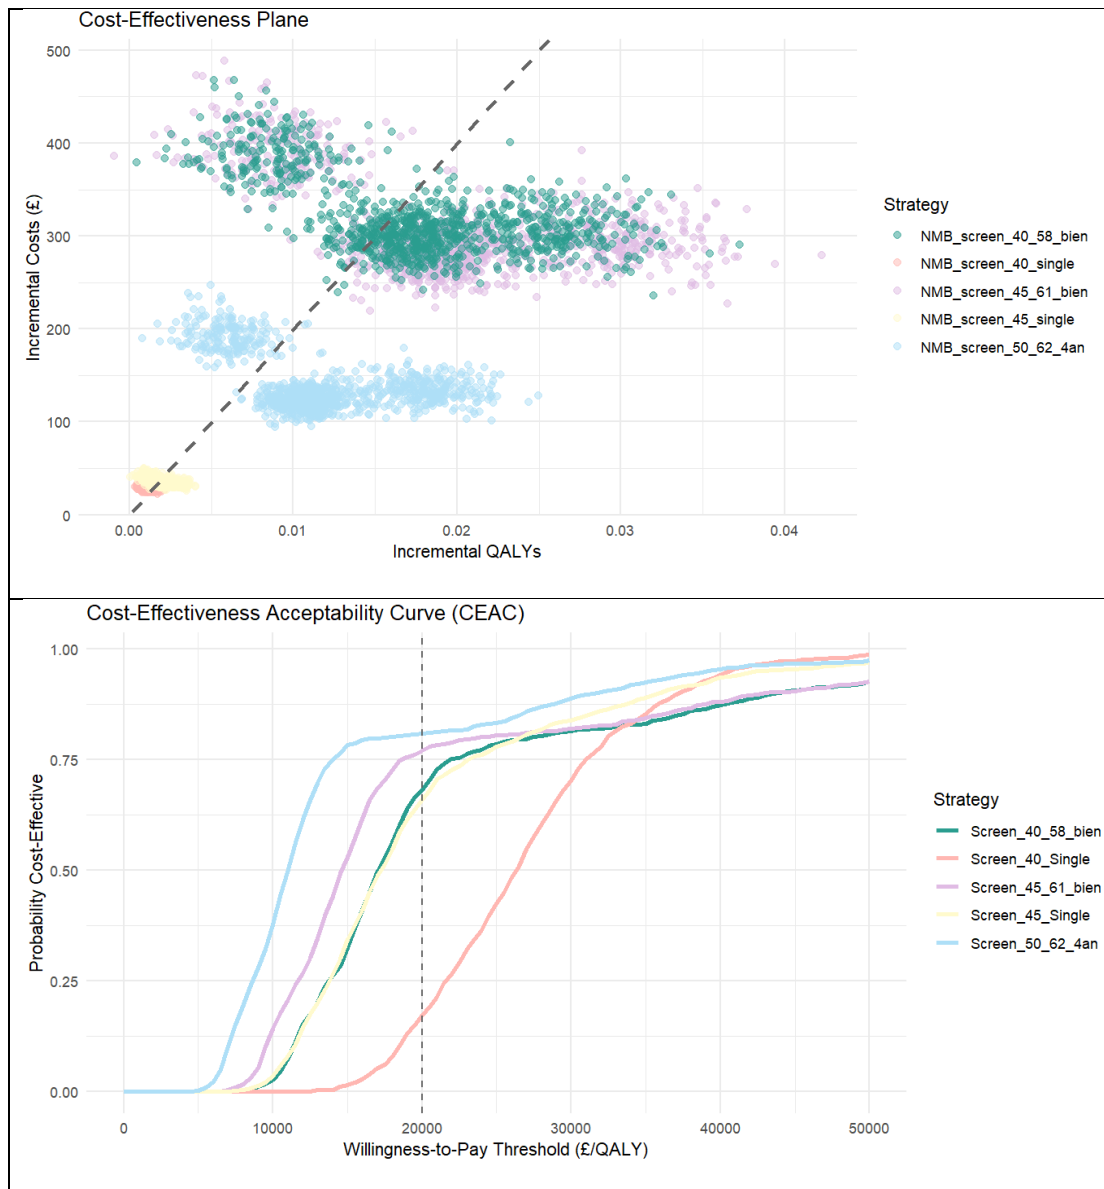 Cost-Effectiveness Plane
500
400
300
200
100
0
Incremental Costs (£)
0.00 0.01 0.02 0.03 0.04
Incremental QALYs
Strategy
NMB_screen_40_58_bien
NMB_screen_40_single
NMB_screen_45_61_bien
NMB_screen_45_single
NMB_screen_50_62_4an
Cost-Effectiveness Acceptability Curve (CEAC)
1.00
0.75
0.50
0.25
0.00
Probability Cost-Effective
0 10000 20000 30000 40000 50000
Willingness-to-Pay Threshold (£/QALY)
Strategy
Screen_40_58_bien
Screen_40_Single
Screen_45_61_bien
Screen_45_Single
Screen_50_62_4an